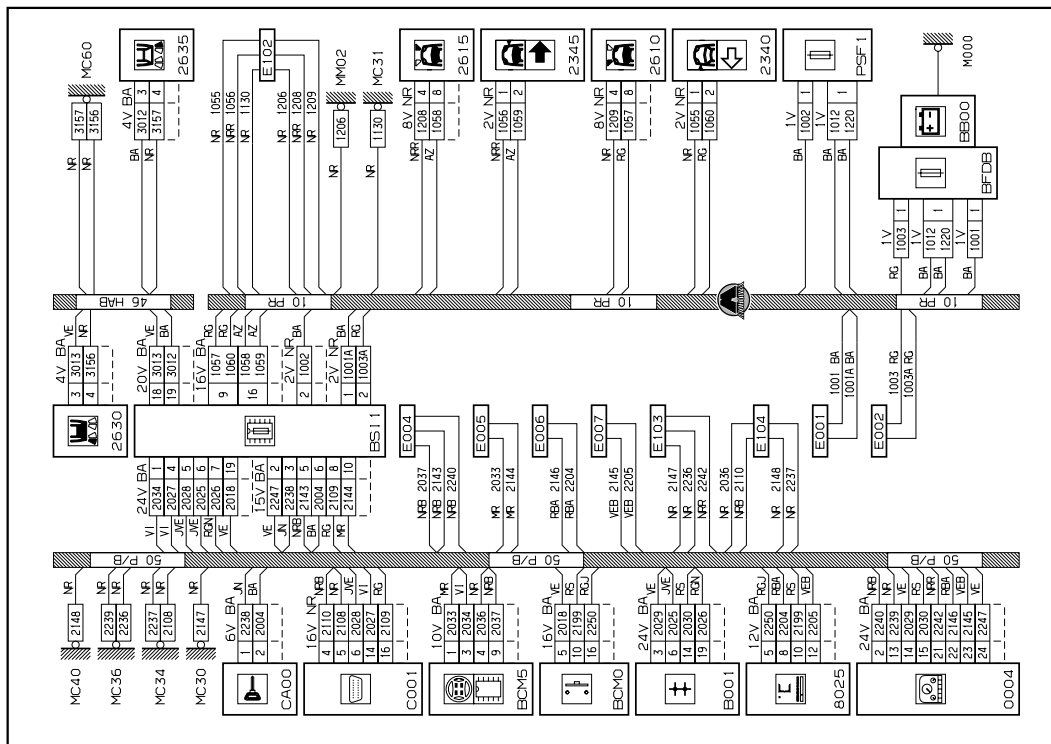 MC60
3157
3156
NR
NR
2635
4V BA
3
4
3012
3157
BA
NR
E102
NR 1055
NRR 1056
NR 1130
NR 1206
NRR 1208
NR 1209
MM02
1206
NR
MC31
1130
NR
2615
8V NR
4
8
1208
1058
NRR
AZ
2345
2V NR
1
2
1056
1059
NRR
AZ
2610
8V NR
4
8
1209
1057
NR
RG
2340
2V NR
1
2
1055
1060
NR
RG
PSF1
1V
1
1002
1V
1
1012
1220
BA
BA
BA
M000
BB00
BFDB
1V
1
1003
1V
1
1012
1220
1V
1
1001
RG
BA
BA
BA
46 HAB
10 PR
10 PR
10 PR
VE
NR
4V BA
3013
3156
3
4
2630
VE
BA
20V BA
3013
3012
18
19
RG
RG
AZ
AZ
16V BA
1057
1060
1058
1059
9
16
BA
2V NR
1002
2
BA
RG
2V NR
1001A
1003A
1
2
BSI1
24V BA
1
4
5
6
7
19
2034
2027
2028
2025
2026
2018
VI
VI
JVE
JVE
RGN
VE
15V BA
2
3
5
6
8
10
2247
2238
2143
2004
2109
2144
VE
JN
NRB
BA
RG
MR
E004
NRB 2037
NRB 2143
NRB 2240
E005
MR 2033
MR 2144
E006
RBA 2146
RBA 2204
E007
VEB 2145
VEB 2205
E103
NR 2147
NR 2236
NRR 2242
E104
NR 2036
NRB 2110
NR 2148
NR 2237
E001
1001 BA
1001A BA
E002
1003 RG
1003A RG
50 P/B
50 P/B
50 P/B
MC40
2148
NR
MC36
2239
2236
NR
NR
MC34
2237
2108
NR
NR
MC30
2147
NR
CA00
6V BA
1
2
2238
2004
JN
BA
C001
16V NR
4
5
6
14
16
2110
2108
2028
2027
2109
NRB
NR
JVE
VI
RG
BCM5
10V BA
1
3
4
9
2033
2034
2036
2037
MR
VI
NR
NRB
BCM0
16V BA
5
10
16
2018
2199
2250
VE
RS
RGJ
B001
24V BA
3
6
14
19
2029
2025
2030
2026
VE
JVE
RS
RGN
8025
12V BA
5
8
10
12
2250
2204
2199
2205
RGJ
RBA
RS
VEB
0004
24V BA
2
13
14
15
21
22
23
24
2240
2239
2029
2030
2242
2146
2145
2247
NRB
NR
VE
RS
NRR
RBA
VEB
VE